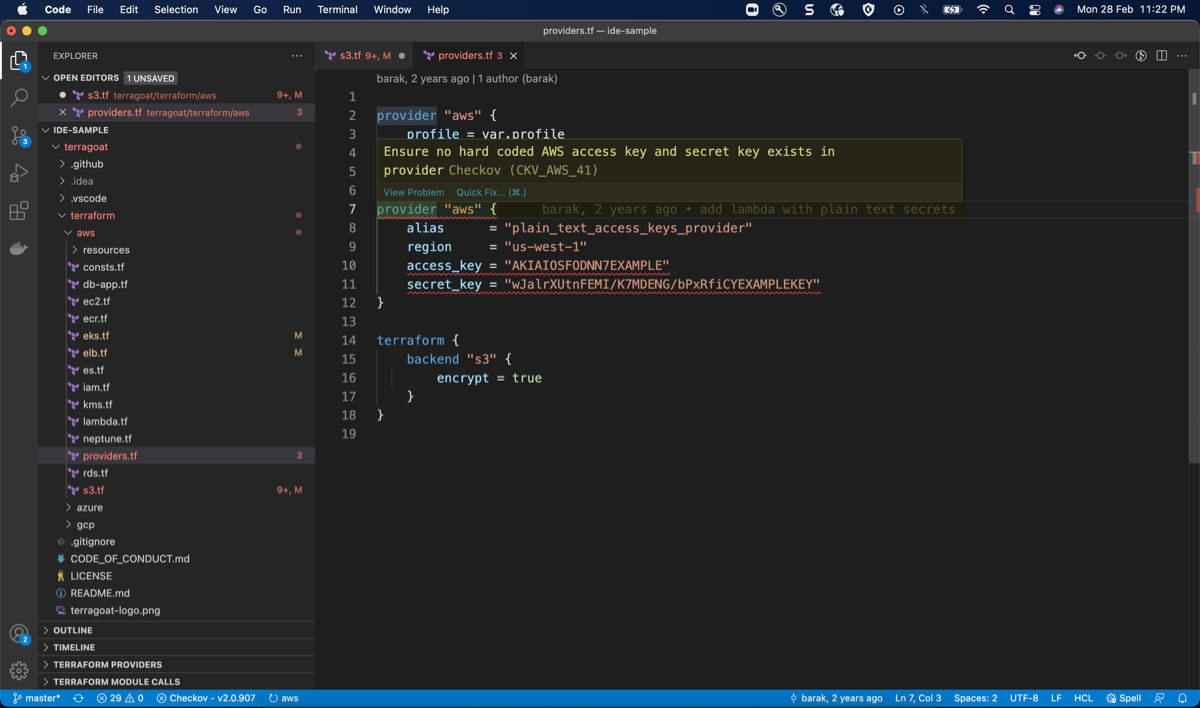 Code File Edit Selection View Go Run Terminal Window Help Mon 28 Feb 11:22 PM
providers.tf — ide-sample
EXPLORER
OPEN EDITORS 1 UNSAVED
s3.tf terragoat/terraform/aws 9+, M
providers.tf terragoat/terraform/aws 3
IDE-SAMPLE
terragoat
.github
.idea
.vscode
terraform
aws
resources
consts.tf
db-app.tf
ec2.tf
ecr.tf
eks.tf M
elb.tf M
es.tf
iam.tf
kms.tf
lambda.tf
neptune.tf
providers.tf 3
rds.tf
s3.tf 9+, M
azure
gcp
.gitignore
CODE_OF_CONDUCT.md
LICENSE
README.md
terragoat-logo.png
OUTLINE
TIMELINE
TERRAFORM PROVIDERS
TERRAFORM MODULE CALLS
1
3
2
s3.tf 9+, M providers.tf 3
barak, 2 years ago | 1 author (barak)
1
2 provider "aws" {
3 profile = var.profile
4
5
6
Ensure no hard coded AWS access key and secret key exists in
provider Checkov (CKV_AWS_41)
View Problem Quick Fix... (⌘.)
7 provider "aws" { barak, 2 years ago • add lambda with plain text secrets
8 alias = "plain_text_access_keys_provider"
9 region = "us-west-1"
10 access_key = "AKIAIOSFODNN7EXAMPLE"
11 secret_key = "wJalrXUtnFEMI/K7MDENG/bPxRfiCYEXAMPLEKEY"
12 }
13
14 terraform {
15 backend "s3" {
16 encrypt = true
17 }
18 }
19
master* 29 0 Checkov - v2.0.907 aws barak, 2 years ago Ln 7, Col 3 Spaces: 2 UTF-8 LF HCL Spell